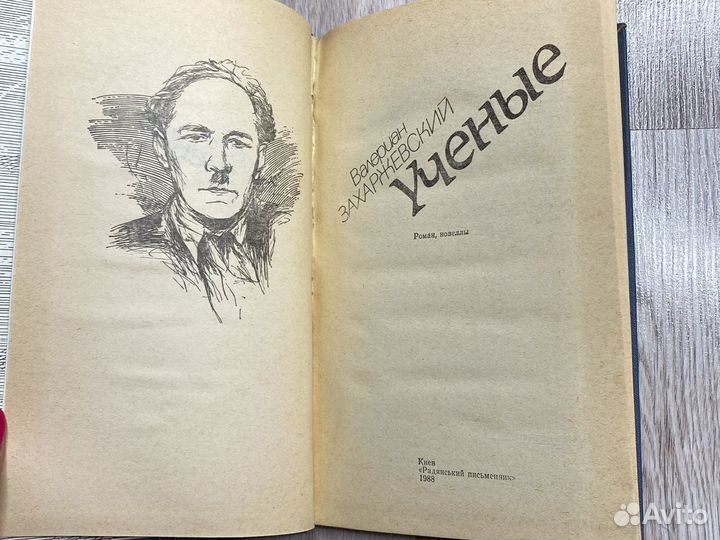 Валериан
ЗАХАРЖЕВСКИЙ
Ученые
Роман, новеллы
Киев
«Радянський письменник»
1988
Avito